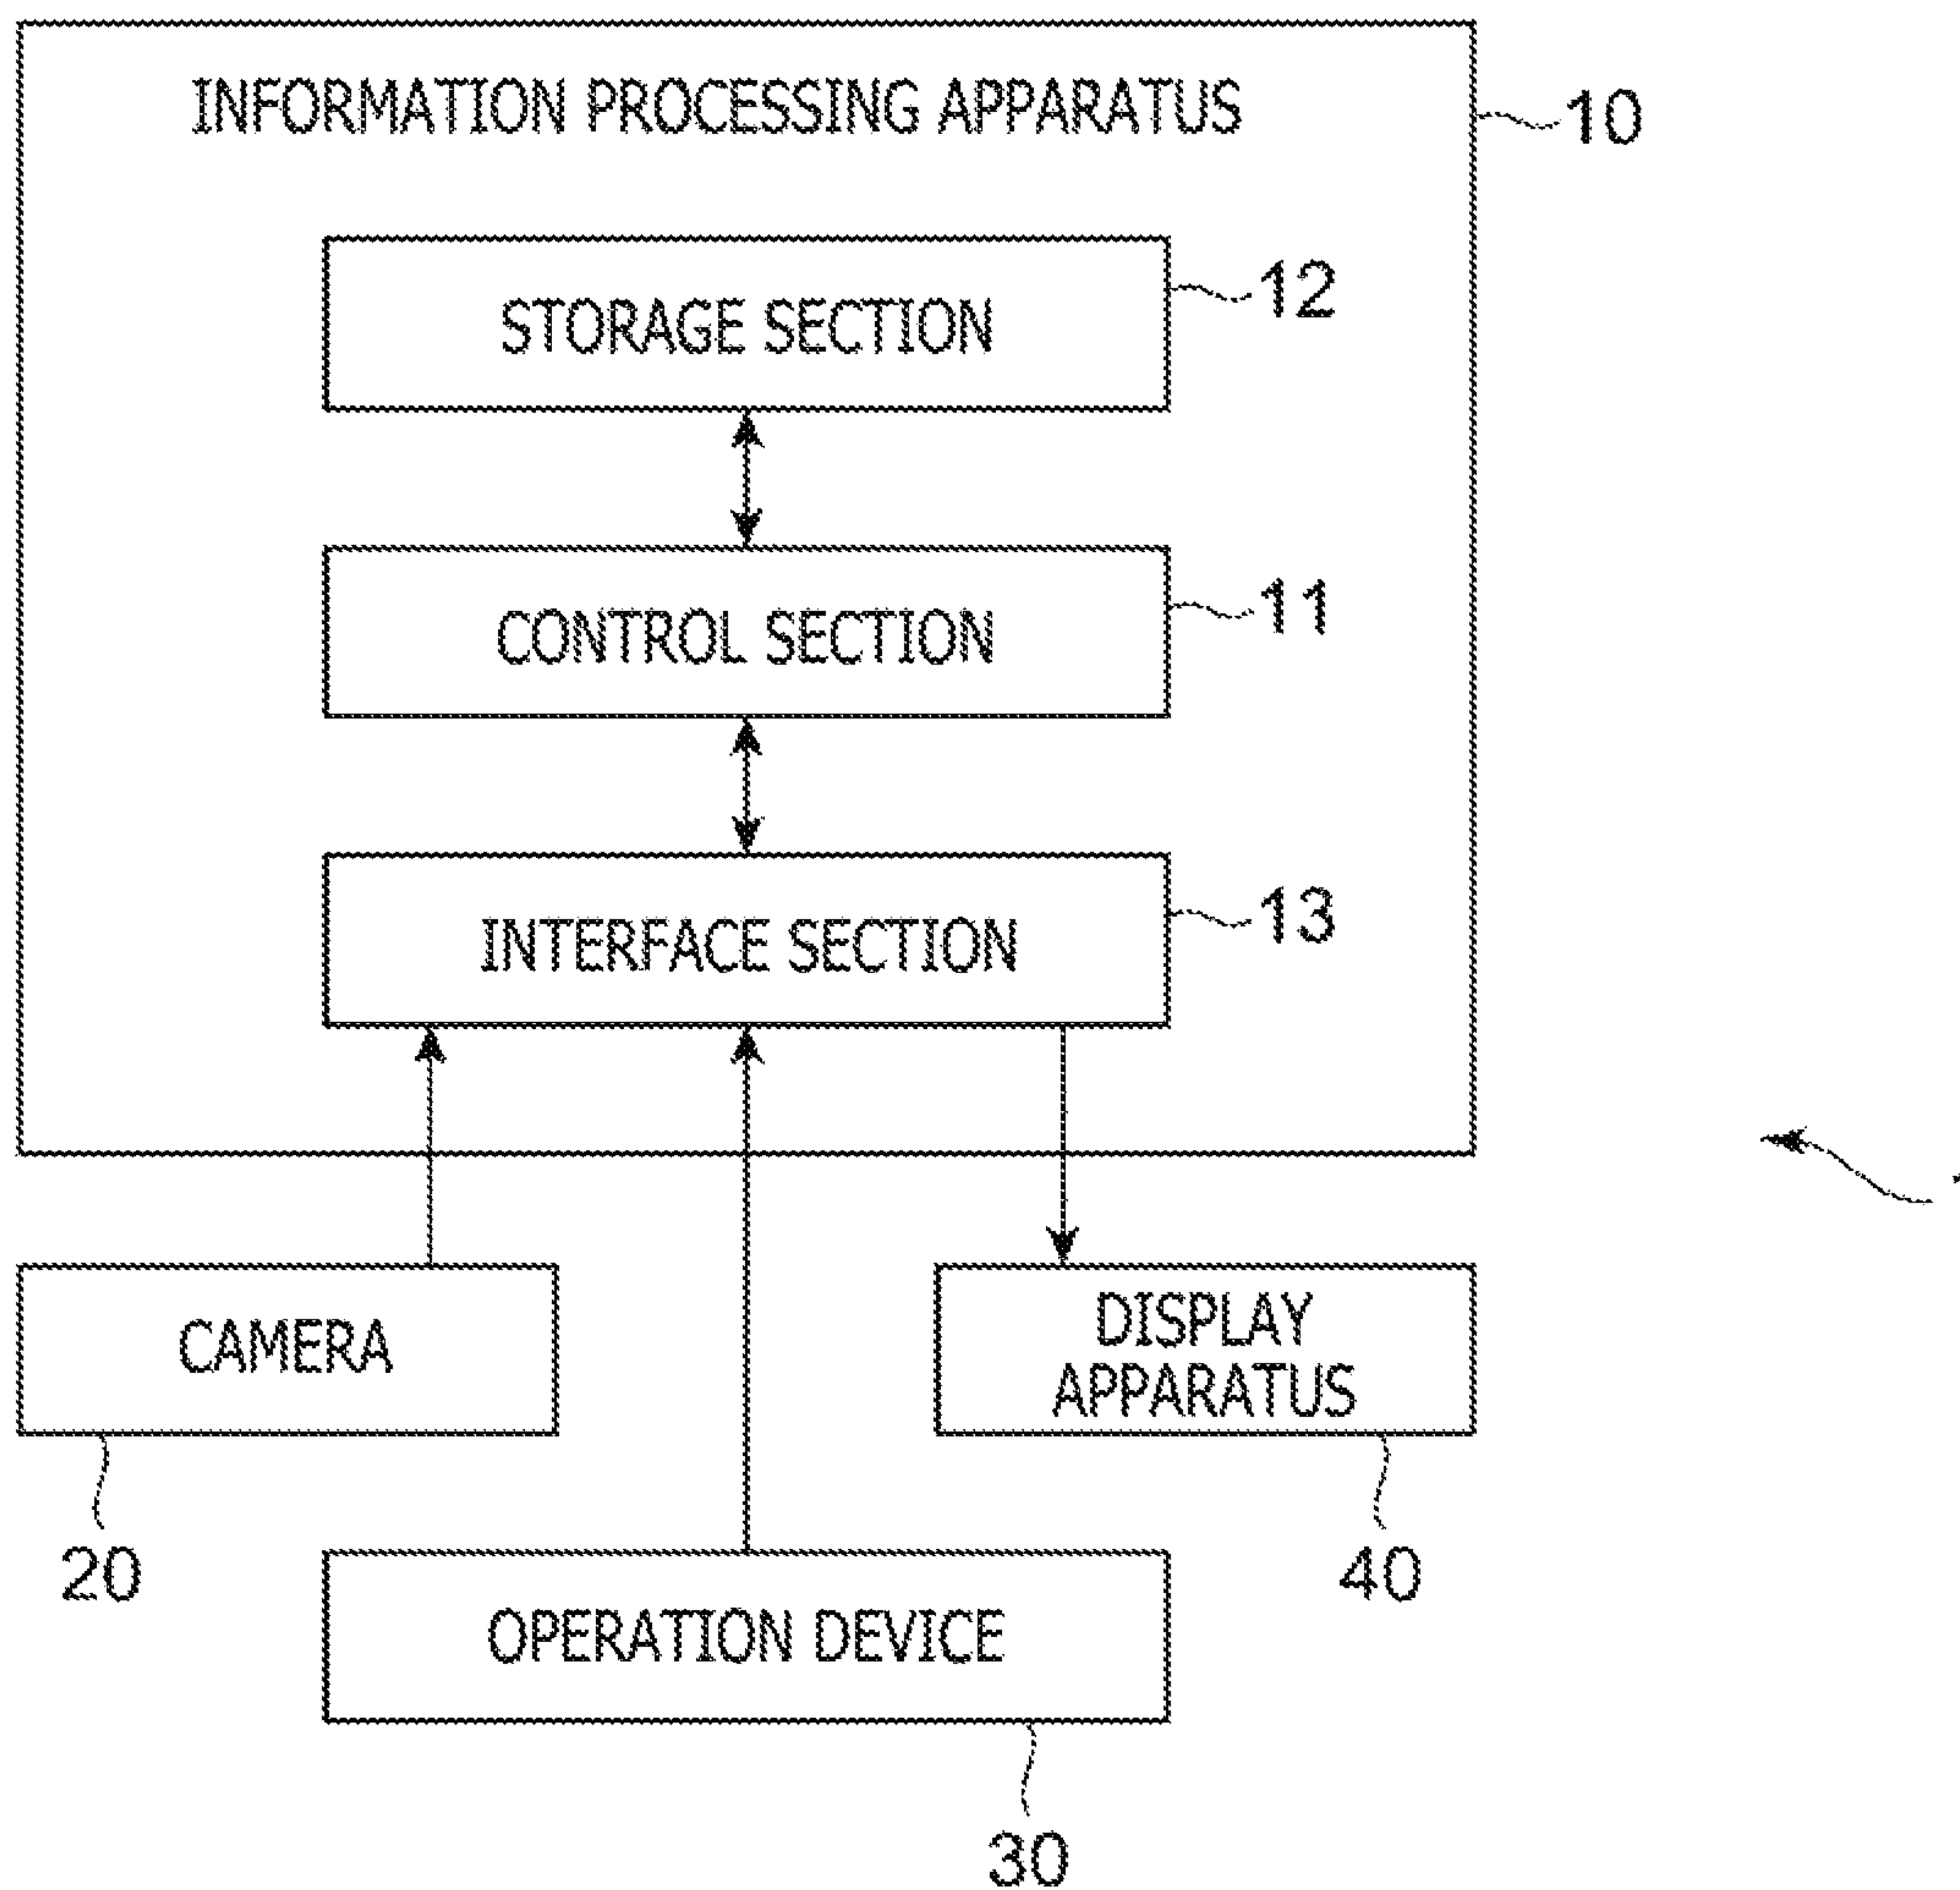 INFORMATION PROCESSING APPARATUS
10
STORAGE SECTION
12
CONTROL SECTION
11
INTERFACE SECTION
13
CAMERA
DISPLAY
APPARATUS
20
40
OPERATION DEVICE
30